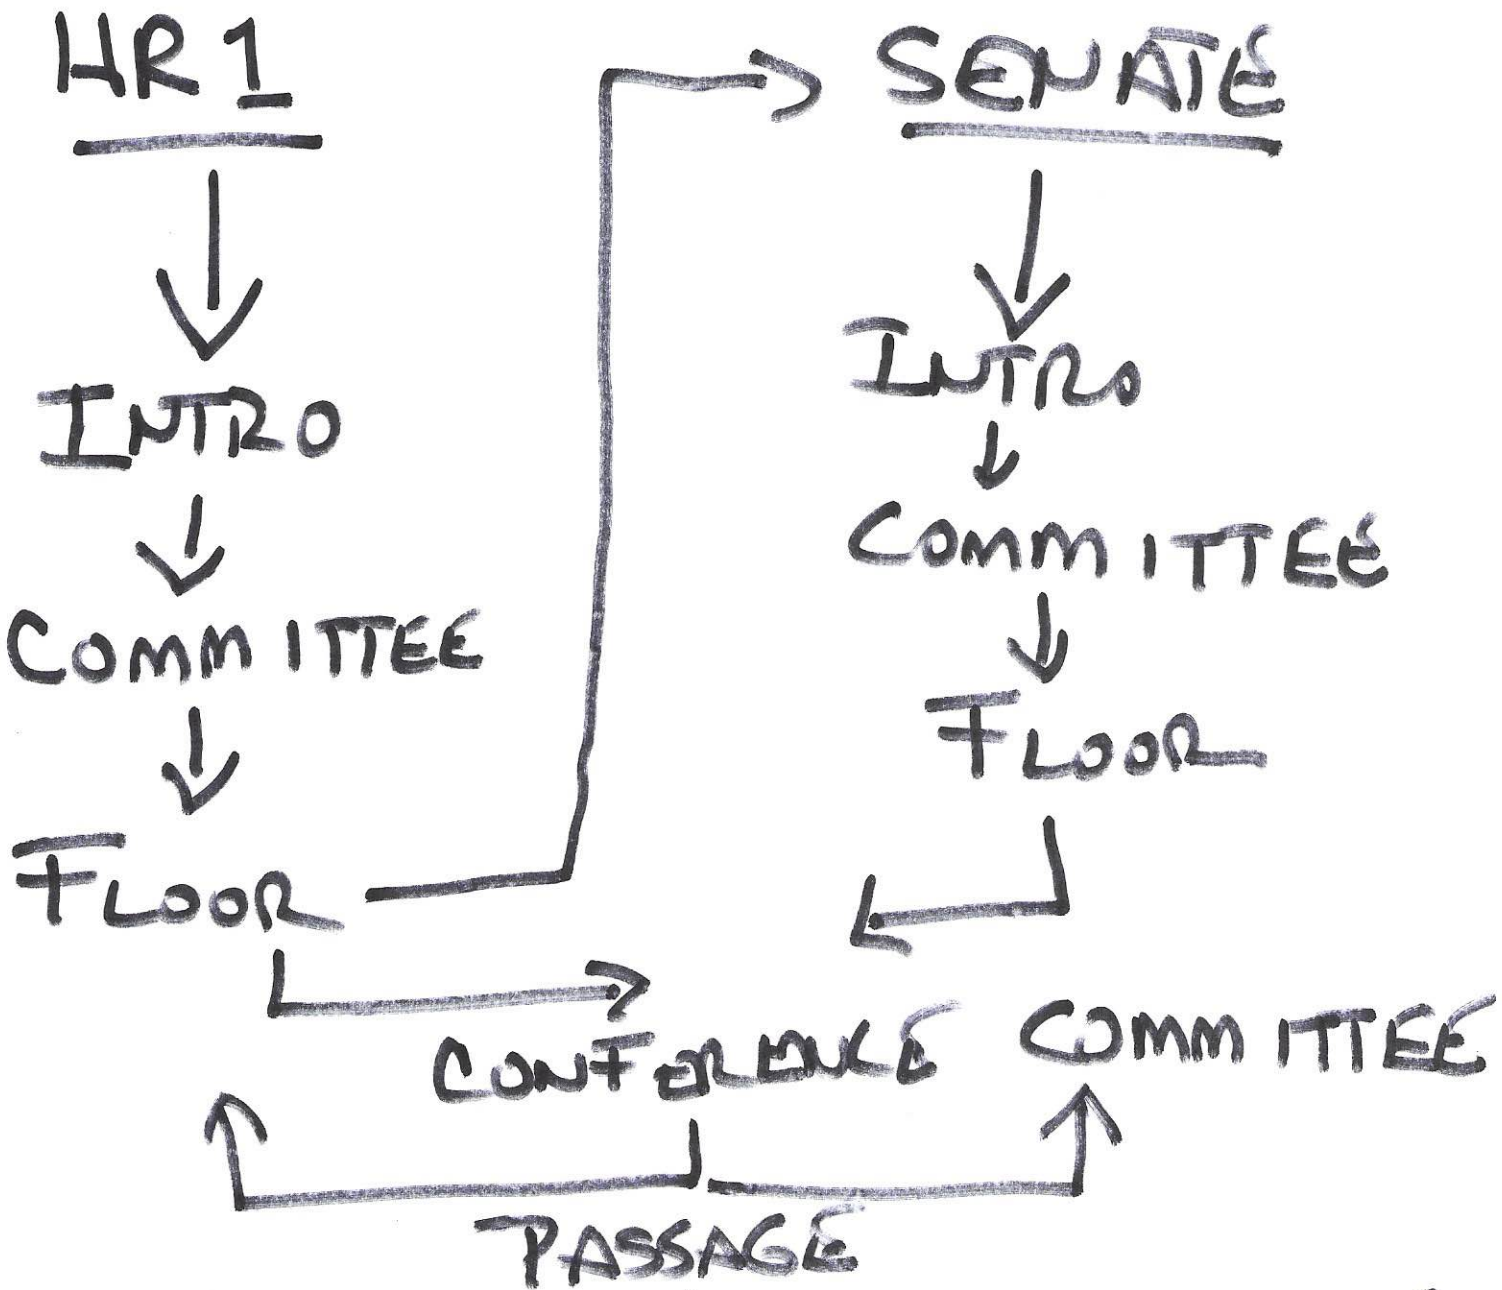 HR 1
INTRO
COMMITTEE
FLOOR
SENATE
INTRO
COMMITTEE
FLOOR
CONFERENCE COMMITTEE
PASSAGE